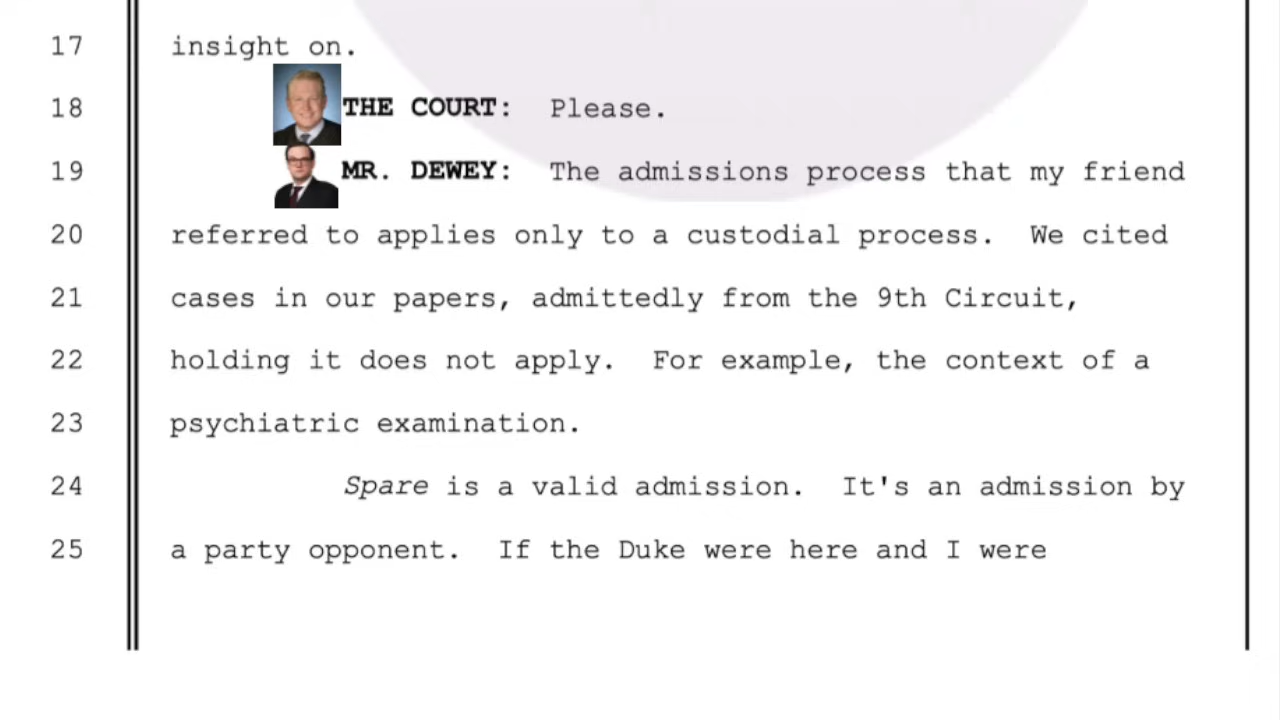 17 insight on.
18 THE COURT: Please.
19 MR. DEWEY: The admissions process that my friend
20 referred to applies only to a custodial process. We cited
21 cases in our papers, admittedly from the 9th Circuit,
22 holding it does not apply. For example, the context of a
23 psychiatric examination.
24 Spare is a valid admission. It's an admission by
25 a party opponent. If the Duke were here and I were